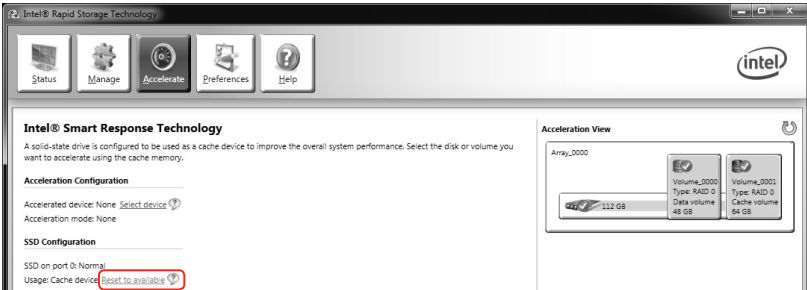 Intel® Rapid Storage Technology
Status
Manage
Accelerate
Preferences
Help
intel
Intel® Smart Response Technology
A solid-state drive is configured to be used as a cache device to improve the overall system performance. Select the disk or volume you
want to accelerate using the cache memory.
Acceleration Configuration
Accelerated device: None Select device ?
Acceleration mode: None
SSD Configuration
SSD on port 0: Normal
Usage: Cache device Reset to available ?
Acceleration View
Array_0000
112 GB
Volume_0000
Type: RAID 0
Data volume
48 GB
Volume_0001
Type: RAID 0
Cache volume
64 GB